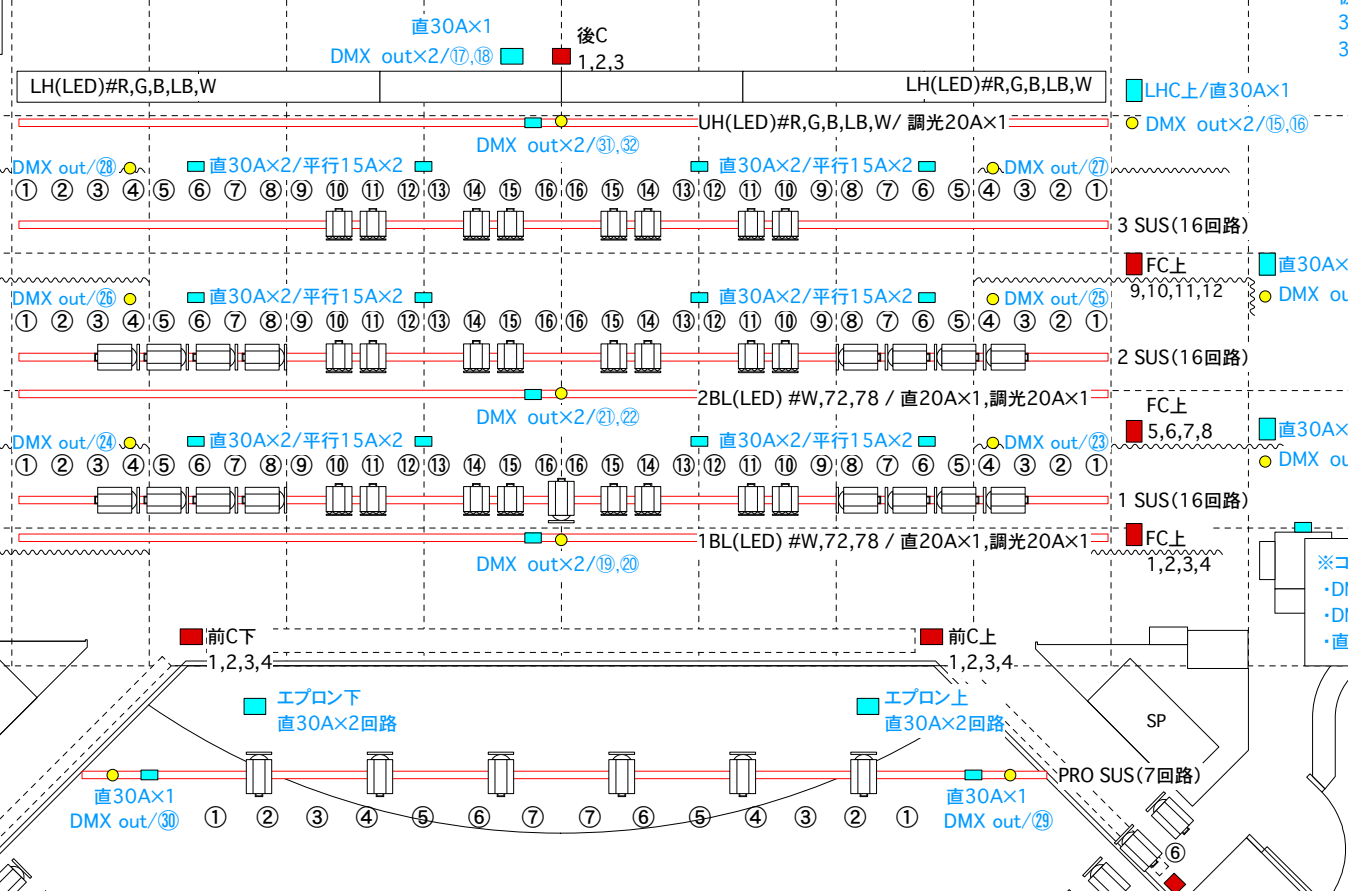 直30A×1
DMX out×2/⑰,⑱
後C
1,2,3
LH(LED)#R,G,B,LB,W
LH(LED)#R,G,B,LB,W
LHC上/直30A×1
UH(LED)#R,G,B,LB,W/ 調光20A×1
DMX out×2/⑮,⑯
DMX out×2/㉛,㉜
DMX out/㉘
直30A×2/平行15A×2
直30A×2/平行15A×2
DMX out/㉗
① ② ③ ④ ⑤ ⑥ ⑦ ⑧ ⑨ ⑩ ⑪ ⑫ ⑬ ⑭ ⑮ ⑯ ⑯ ⑮ ⑭ ⑬ ⑫ ⑪ ⑩ ⑨ ⑧ ⑦ ⑥ ⑤ ④ ③ ② ①
3 SUS(16回路)
FC上
9,10,11,12
直30A×
DMX ou
DMX out/㉖
直30A×2/平行15A×2
直30A×2/平行15A×2
DMX out/㉕
① ② ③ ④ ⑤ ⑥ ⑦ ⑧ ⑨ ⑩ ⑪ ⑫ ⑬ ⑭ ⑮ ⑯ ⑯ ⑮ ⑭ ⑬ ⑫ ⑪ ⑩ ⑨ ⑧ ⑦ ⑥ ⑤ ④ ③ ② ①
2 SUS(16回路)
2BL(LED) #W,72,78 / 直20A×1,調光20A×1
DMX out×2/㉑,㉒
FC上
5,6,7,8
直30A×
DMX ou
DMX out/㉔
直30A×2/平行15A×2
直30A×2/平行15A×2
DMX out/㉓
① ② ③ ④ ⑤ ⑥ ⑦ ⑧ ⑨ ⑩ ⑪ ⑫ ⑬ ⑭ ⑮ ⑯ ⑯ ⑮ ⑭ ⑬ ⑫ ⑪ ⑩ ⑨ ⑧ ⑦ ⑥ ⑤ ④ ③ ② ①
1 SUS(16回路)
1BL(LED) #W,72,78 / 直20A×1,調光20A×1
DMX out×2/⑲,⑳
FC上
1,2,3,4
※コ
・DM
・DM
・直
前C下
1,2,3,4
前C上
1,2,3,4
エプロン下
直30A×2回路
エプロン上
直30A×2回路
SP
PRO SUS(7回路)
直30A×1
DMX out/㉚
直30A×1
DMX out/㉙
① ② ③ ④ ⑤ ⑥ ⑦ ⑦ ⑥ ⑤ ④ ③ ② ①
⑥